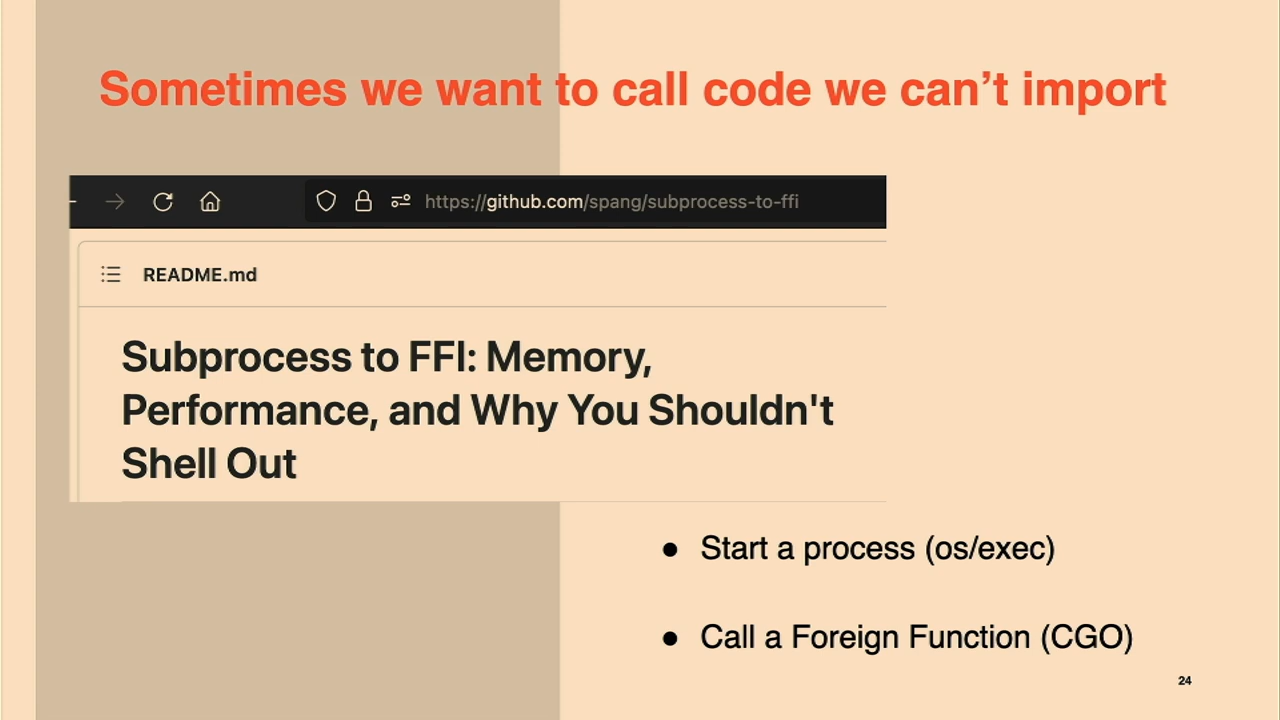 Sometimes we want to call code we can't import
https://github.com/spang/subprocess-to-ffi
README.md
Subprocess to FFI: Memory,
Performance, and Why You Shouldn't
Shell Out
● Start a process (os/exec)
● Call a Foreign Function (CGO)
24